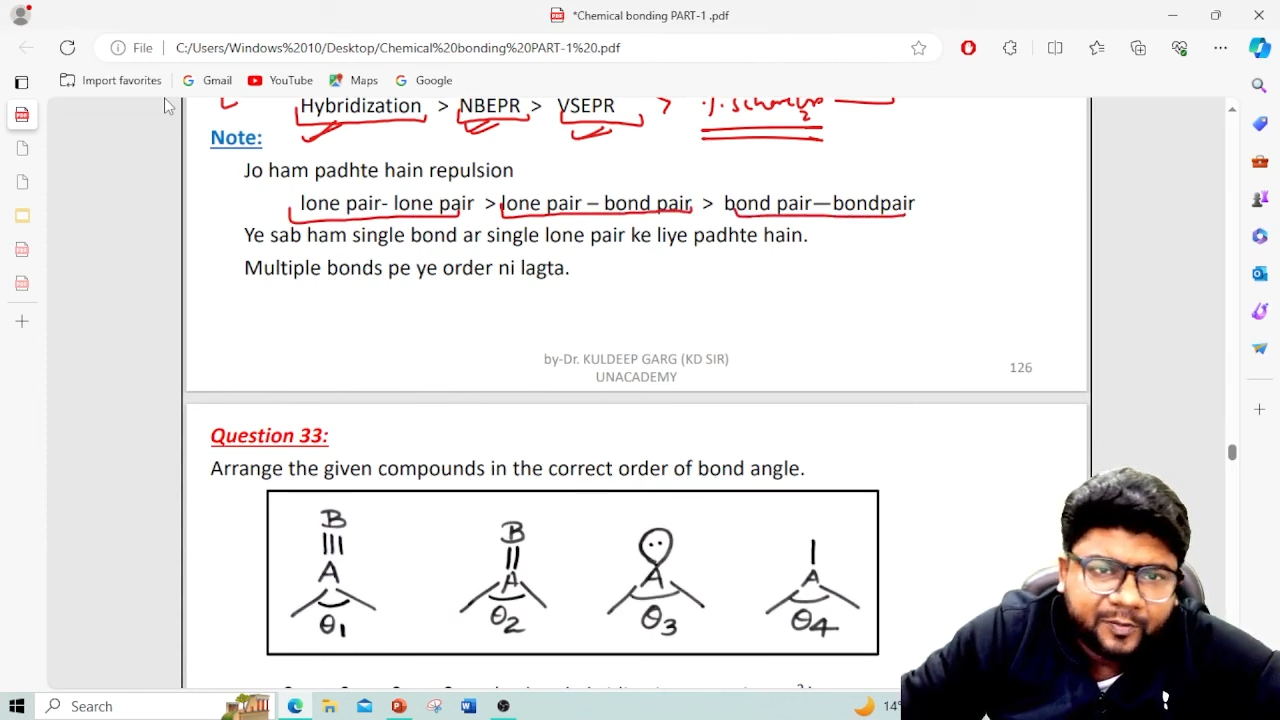 *Chemical bonding PART-1 .pdf
File
C:/Users/Windows%2010/Desktop/Chemical%20bonding%20PART-1%20.pdf
Import favorites
Gmail
YouTube
Maps
Google
Hybridization > NBEPR > VSEPR >
Note:
Jo ham padhte hain repulsion
lone pair- lone pair > lone pair – bond pair > bond pair—bondpair
Ye sab ham single bond ar single lone pair ke liye padhte hain.
Multiple bonds pe ye order ni lagta.
by-Dr. KULDEEP GARG (KD SIR)
UNACADEMY
126
Question 33:
Arrange the given compounds in the correct order of bond angle.
B B
A A A A
θ1 θ2 θ3 θ4
Search
14°